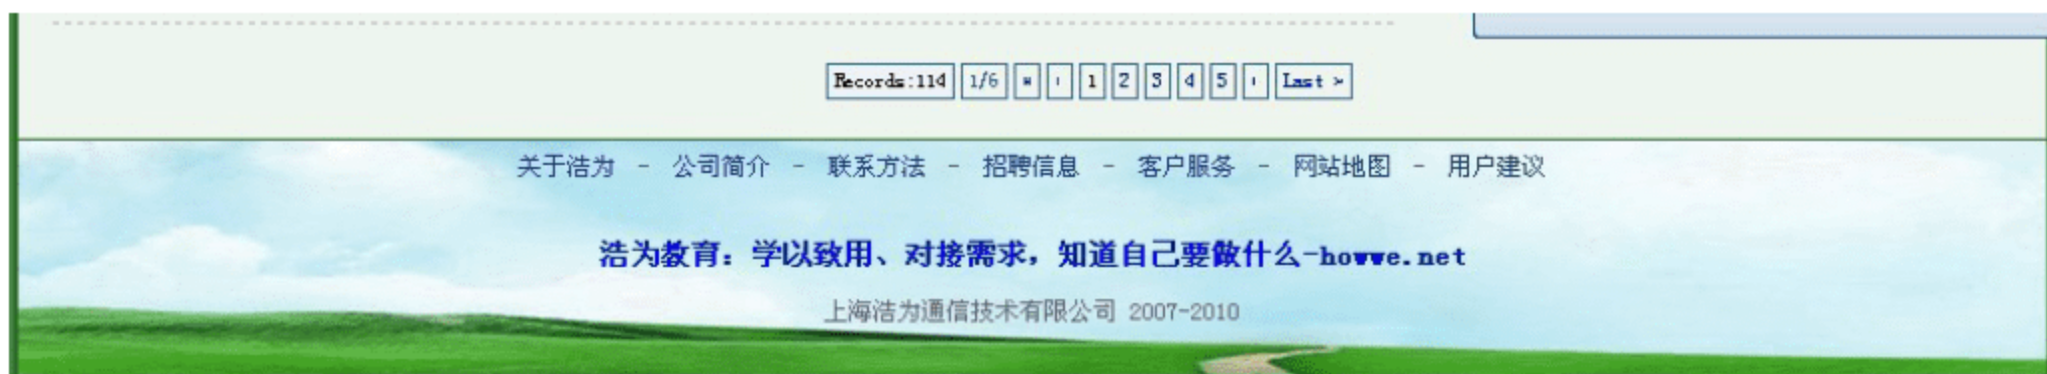 Records:114 1/6 « ‹ 1 2 3 4 5 › Last »
关于浩为 - 公司简介 - 联系方法 - 招聘信息 - 客户服务 - 网站地图 - 用户建议
浩为教育：学以致用、对接需求，知道自己要做什么-howwe.net
上海浩为通信技术有限公司 2007-2010